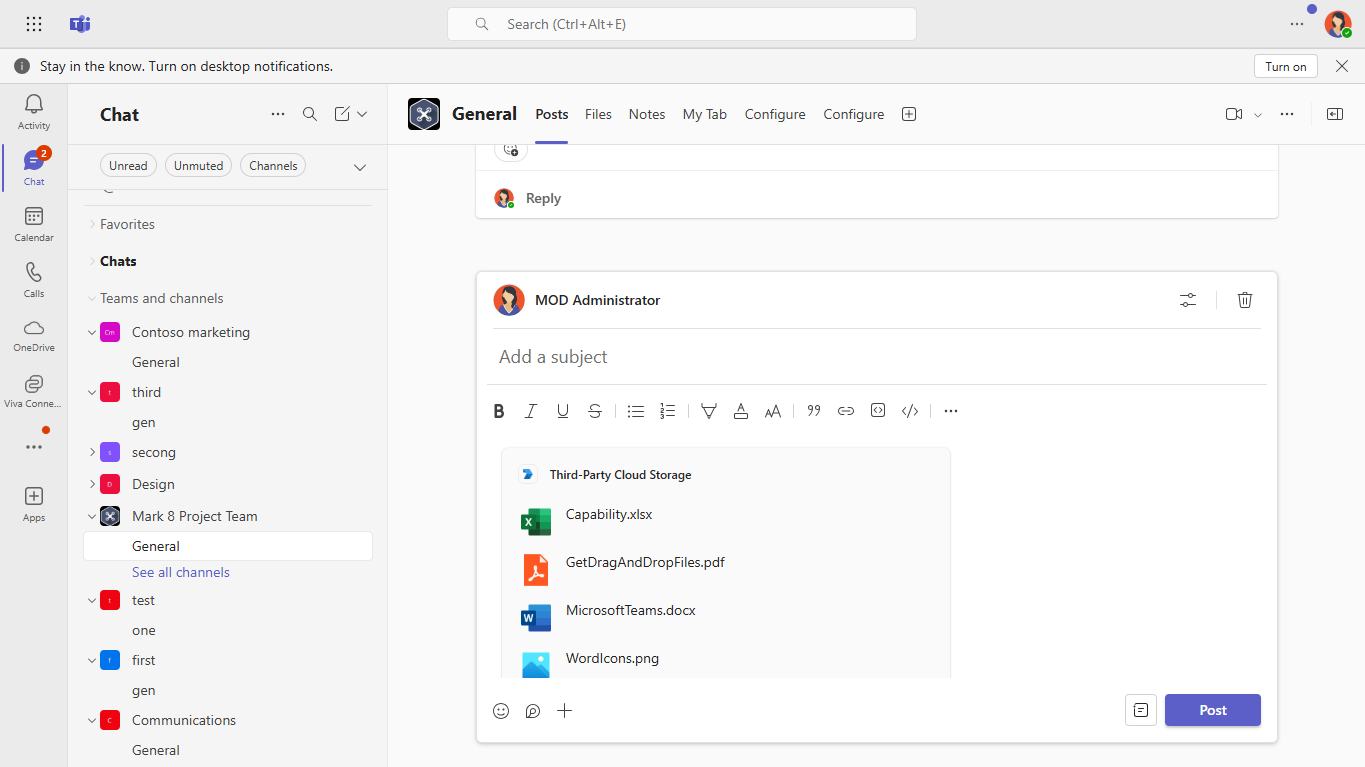 Search (Ctrl+Alt+E)
Stay in the know. Turn on desktop notifications.
Turn on
Activity
2
Chat
Calendar
Calls
OneDrive
Viva Conne...
Apps
Chat
Unread
Unmuted
Channels
Favorites
Chats
Teams and channels
Cm Contoso marketing
General
t third
gen
s secong
D Design
Mark 8 Project Team
General
See all channels
t test
one
f first
gen
C Communications
General
General
Posts
Files
Notes
My Tab
Configure
Configure
Reply
MOD Administrator
Add a subject
Third-Party Cloud Storage
Capability.xlsx
GetDragAndDropFiles.pdf
MicrosoftTeams.docx
WordIcons.png
Post